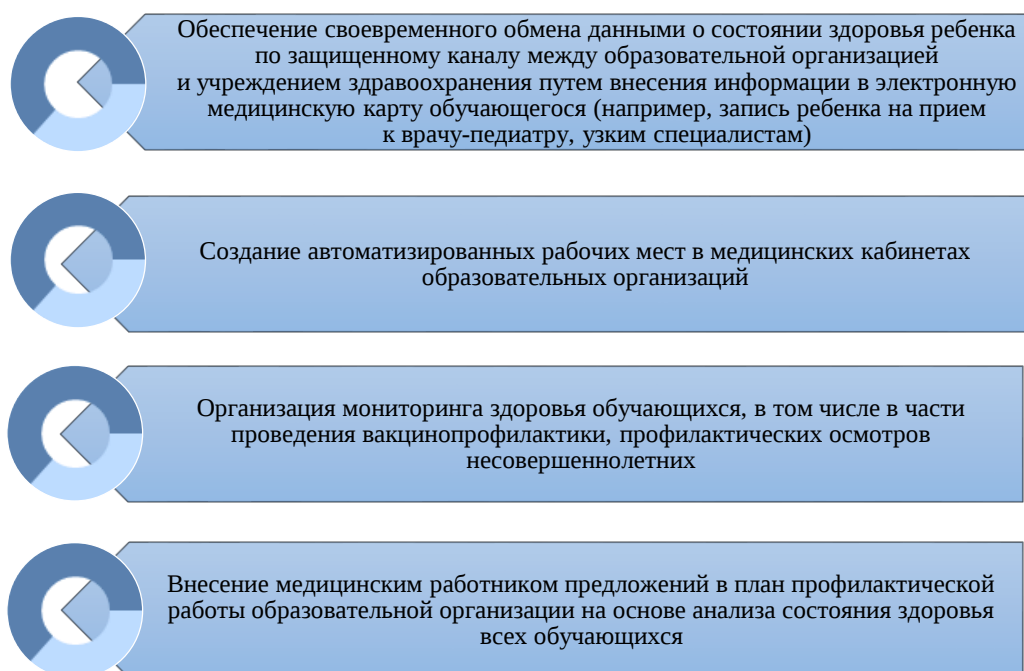 Обеспечение своевременного обмена данными о состоянии здоровья ребенка
по защищенному каналу между образовательной организацией
и учреждением здравоохранения путем внесения информации в электронную
медицинскую карту обучающегося (например, запись ребенка на прием
к врачу-педиатру, узким специалистам)
Создание автоматизированных рабочих мест в медицинских кабинетах
образовательных организаций
Организация мониторинга здоровья обучающихся, в том числе в части
проведения вакцинопрофилактики, профилактических осмотров
несовершеннолетних
Внесение медицинским работником предложений в план профилактической
работы образовательной организации на основе анализа состояния здоровья
всех обучающихся